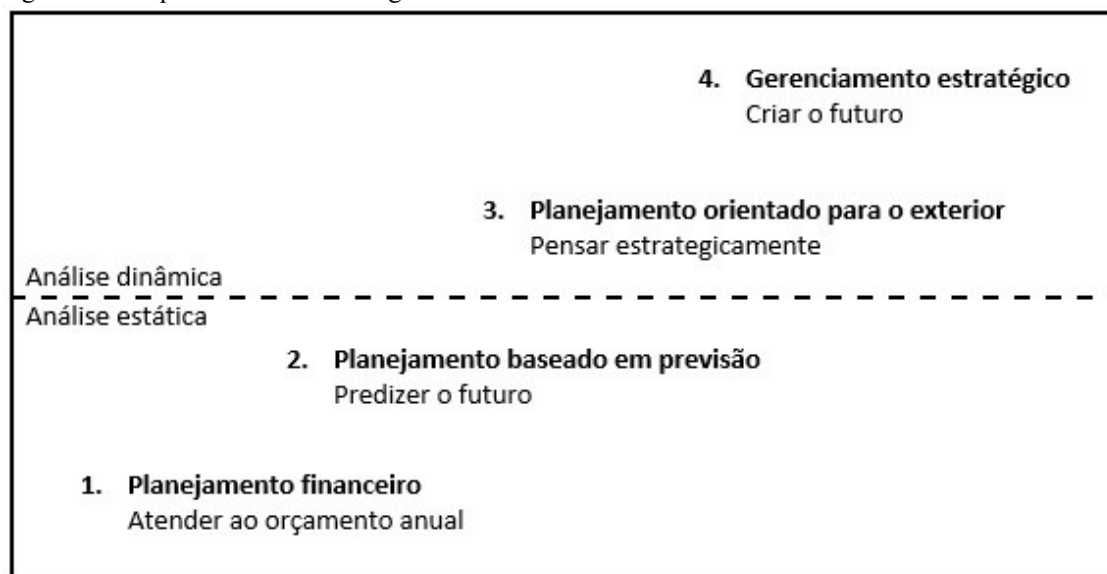 4. Gerenciamento estratégico
Criar o futuro
3. Planejamento orientado para o exterior
Pensar estrategicamente
Análise dinâmica
Análise estática
2. Planejamento baseado em previsão
Predizer o futuro
1. Planejamento financeiro
Atender ao orçamento anual